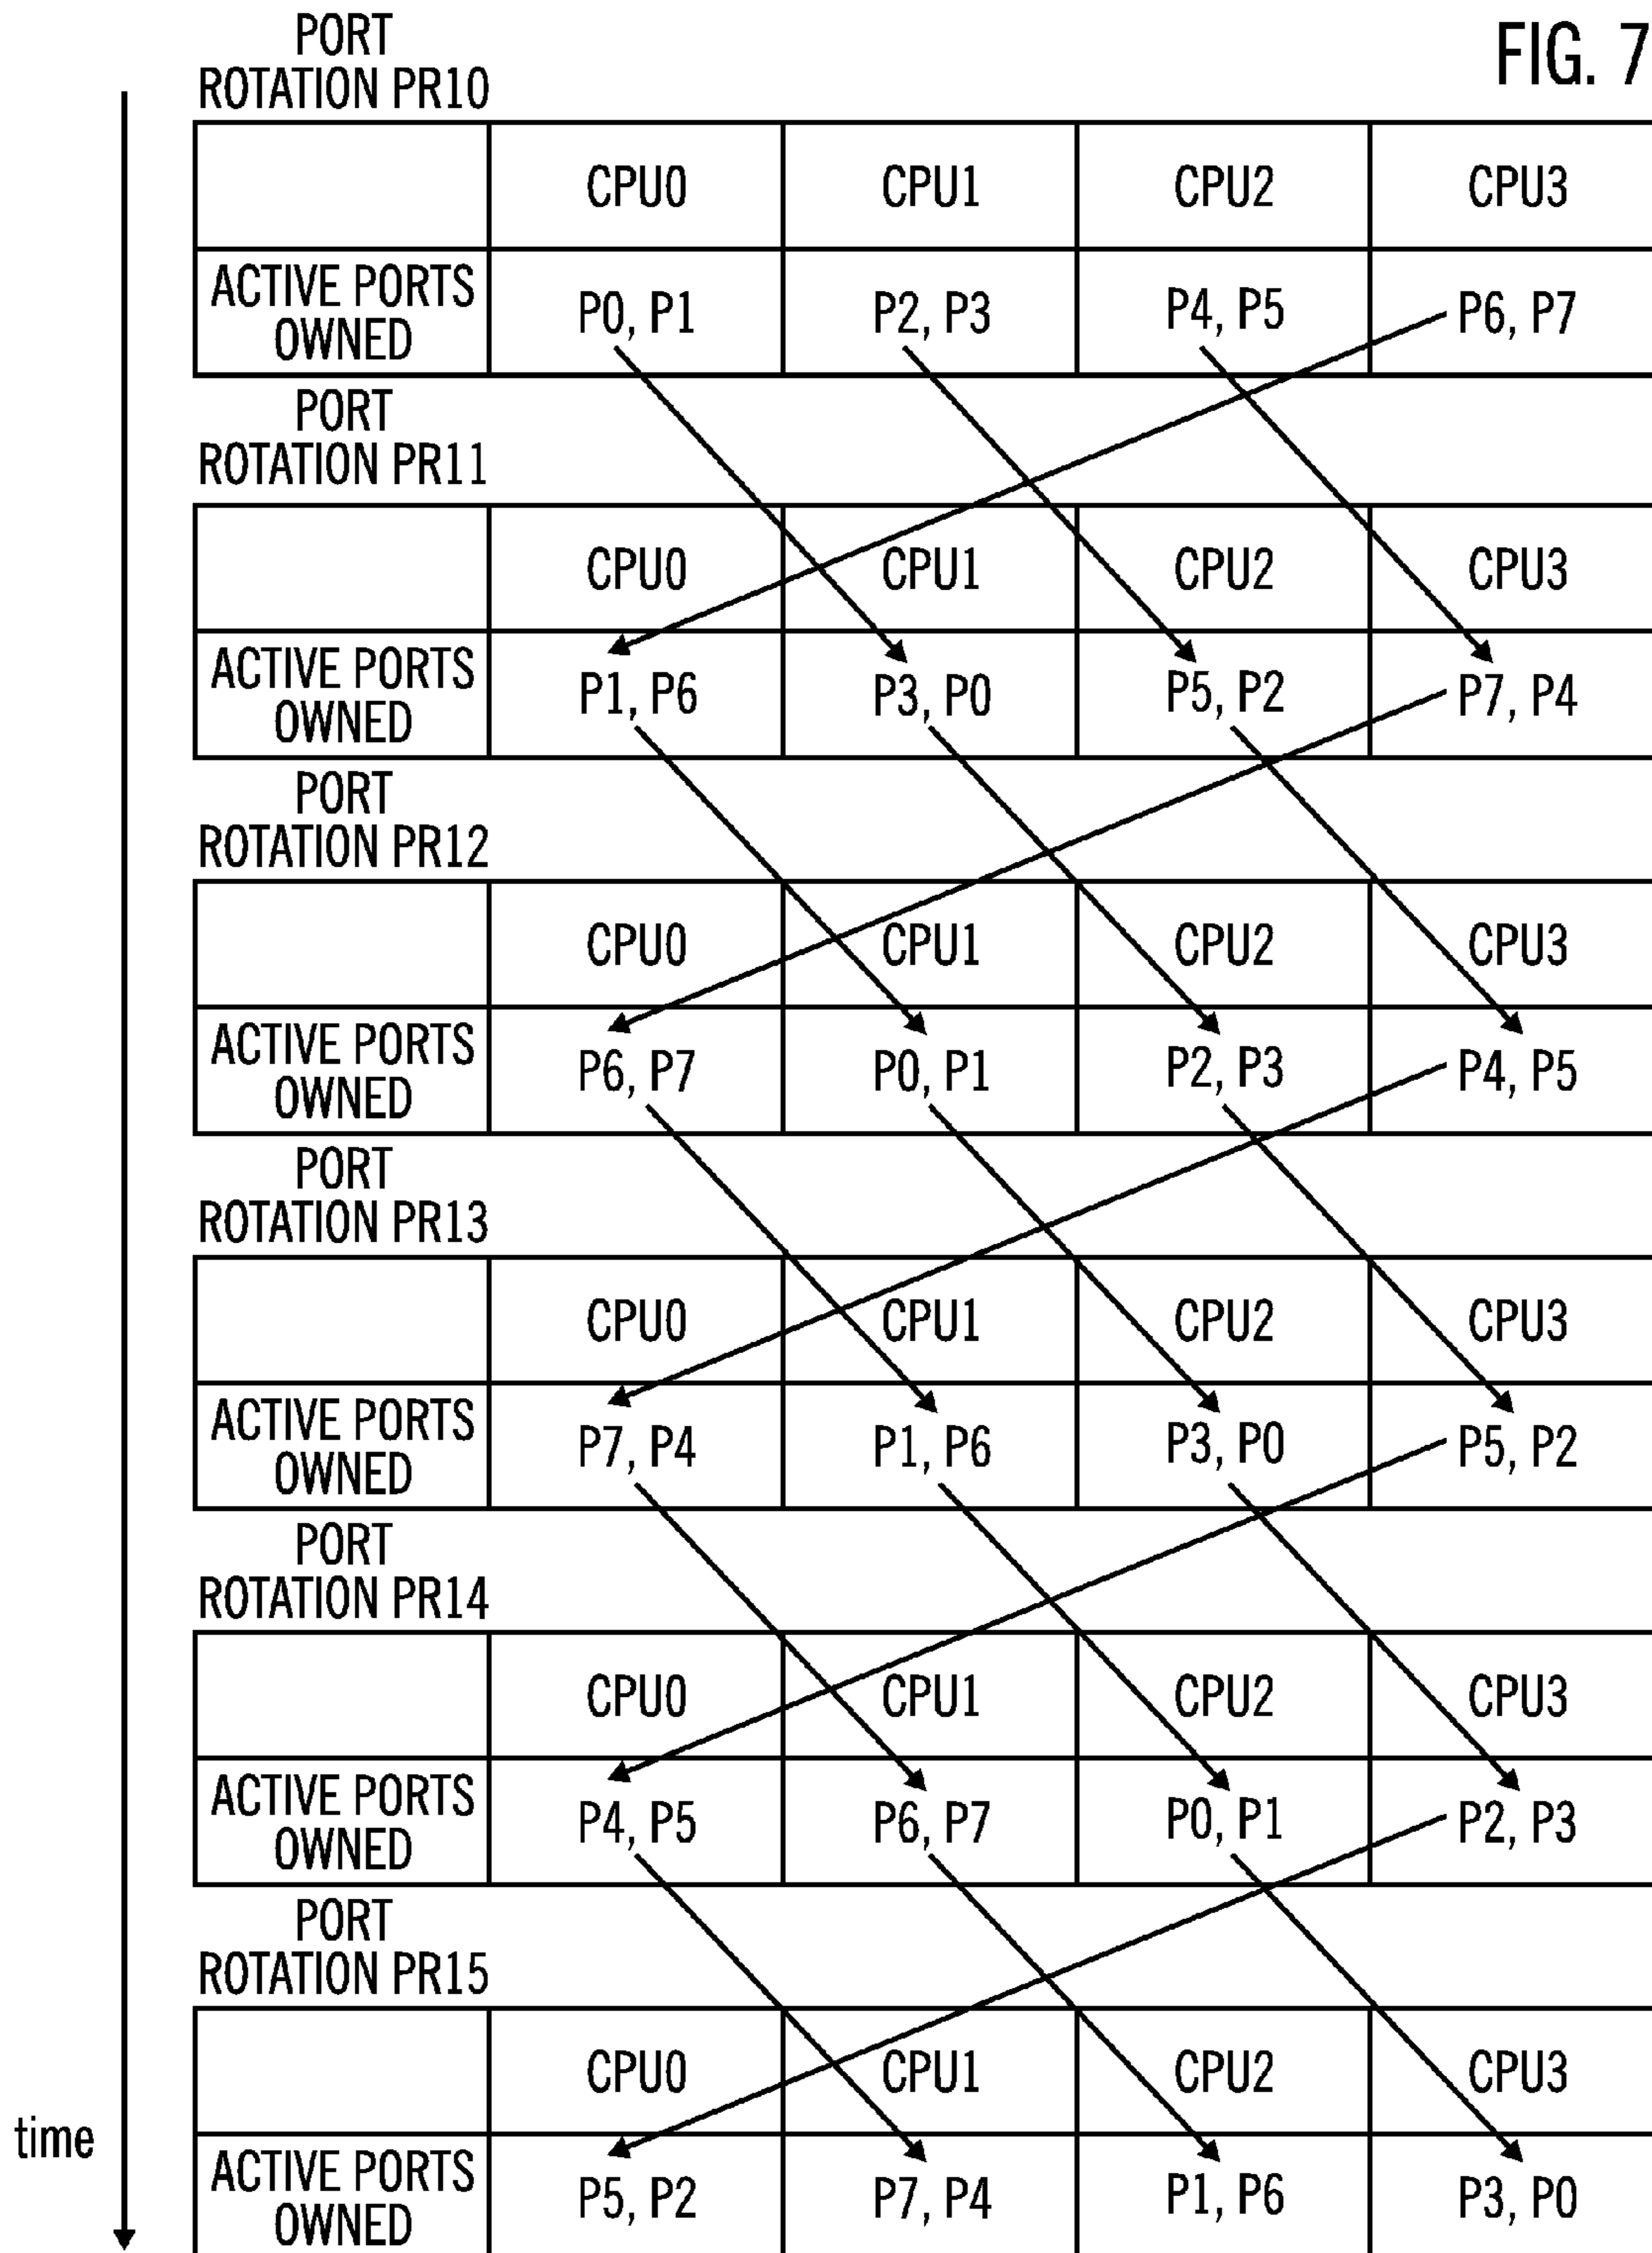 FIG. 7
PORT
ROTATION PR10
CPU0 CPU1 CPU2 CPU3
ACTIVE PORTS
OWNED
P0, P1 P2, P3 P4, P5 P6, P7
PORT
ROTATION PR11
CPU0 CPU1 CPU2 CPU3
ACTIVE PORTS
OWNED
P1, P6 P3, P0 P5, P2 P7, P4
PORT
ROTATION PR12
CPU0 CPU1 CPU2 CPU3
ACTIVE PORTS
OWNED
P6, P7 P0, P1 P2, P3 P4, P5
PORT
ROTATION PR13
CPU0 CPU1 CPU2 CPU3
ACTIVE PORTS
OWNED
P7, P4 P1, P6 P3, P0 P5, P2
PORT
ROTATION PR14
CPU0 CPU1 CPU2 CPU3
ACTIVE PORTS
OWNED
P4, P5 P6, P7 P0, P1 P2, P3
PORT
ROTATION PR15
CPU0 CPU1 CPU2 CPU3
time
ACTIVE PORTS
OWNED
P5, P2 P7, P4 P1, P6 P3, P0